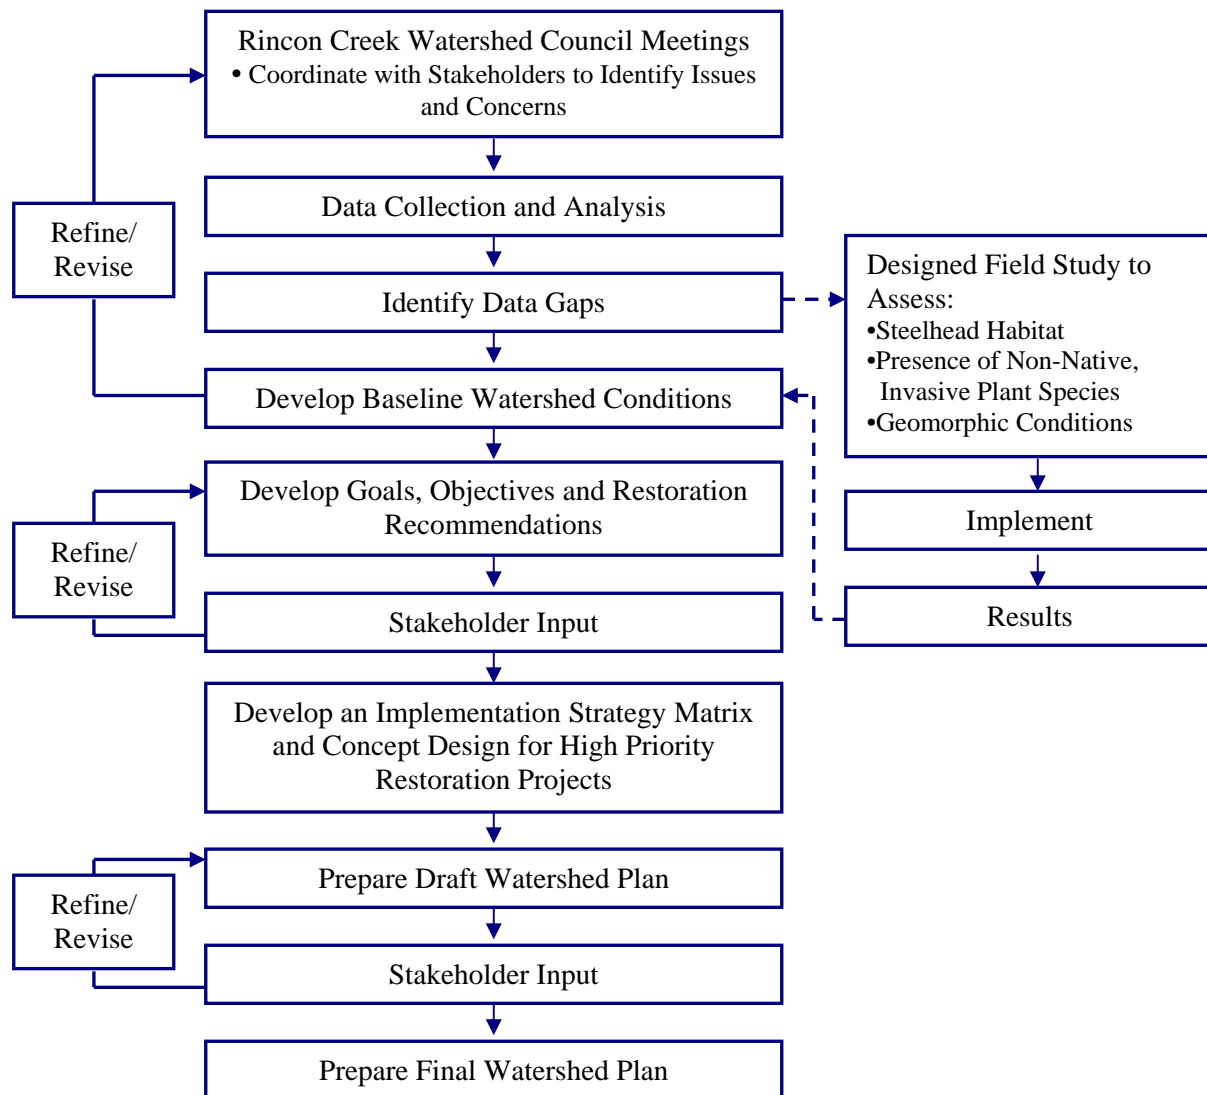 Rincon Creek Watershed Council Meetings
• Coordinate with Stakeholders to Identify Issues
and Concerns
Data Collection and Analysis
Refine/
Revise
Identify Data Gaps
Designed Field Study to
Assess:
•Steelhead Habitat
•Presence of Non-Native,
Invasive Plant Species
•Geomorphic Conditions
Develop Baseline Watershed Conditions
Develop Goals, Objectives and Restoration
Recommendations
Implement
Refine/
Revise
Stakeholder Input
Results
Develop an Implementation Strategy Matrix
and Concept Design for High Priority
Restoration Projects
Prepare Draft Watershed Plan
Refine/
Revise
Stakeholder Input
Prepare Final Watershed Plan